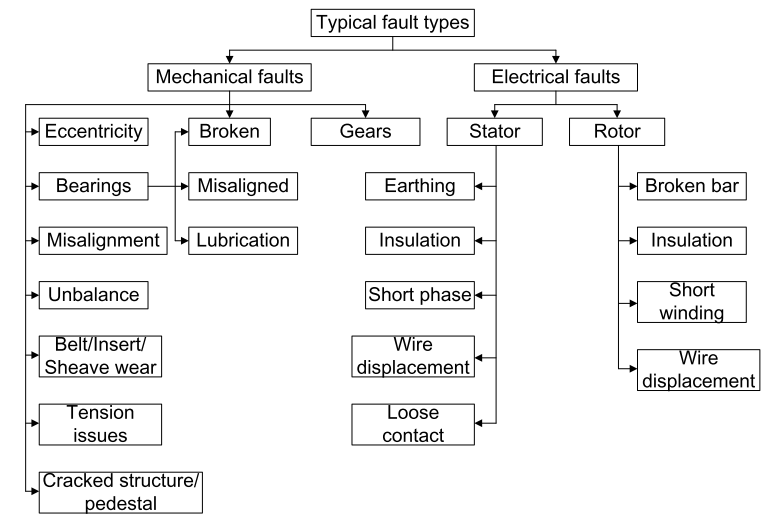 Typical fault types
Mechanical faults
Electrical faults
Eccentricity
Broken
Gears
Stator
Rotor
Bearings
Misaligned
Earthing
Broken bar
Misalignment
Lubrication
Insulation
Insulation
Unbalance
Short phase
Short
winding
Belt/Insert/
Sheave wear
Wire
displacement
Wire
displacement
Tension
issues
Loose
contact
Cracked structure/
pedestal